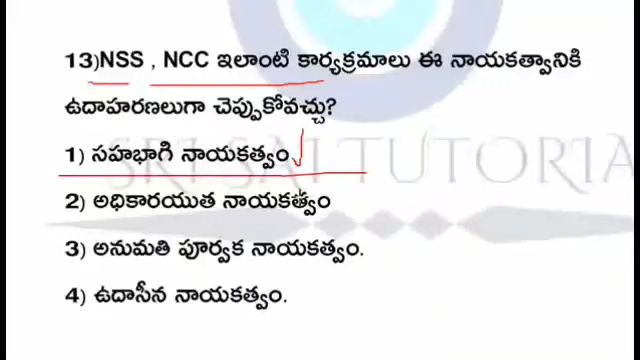 13)NSS , NCC ఇలాంటి కార్యక్రమాలు ఈ నాయకత్వానికి
ఉదాహరణలుగా చెప్పుకోవచ్చు?
1) సహభాగి నాయకత్వం
2) అధికారయుత నాయకత్వం
3) అనుమతి పూర్వక నాయకత్వం.
4) ఉదాసీన నాయకత్వం.
SRI SAI TUTORIA